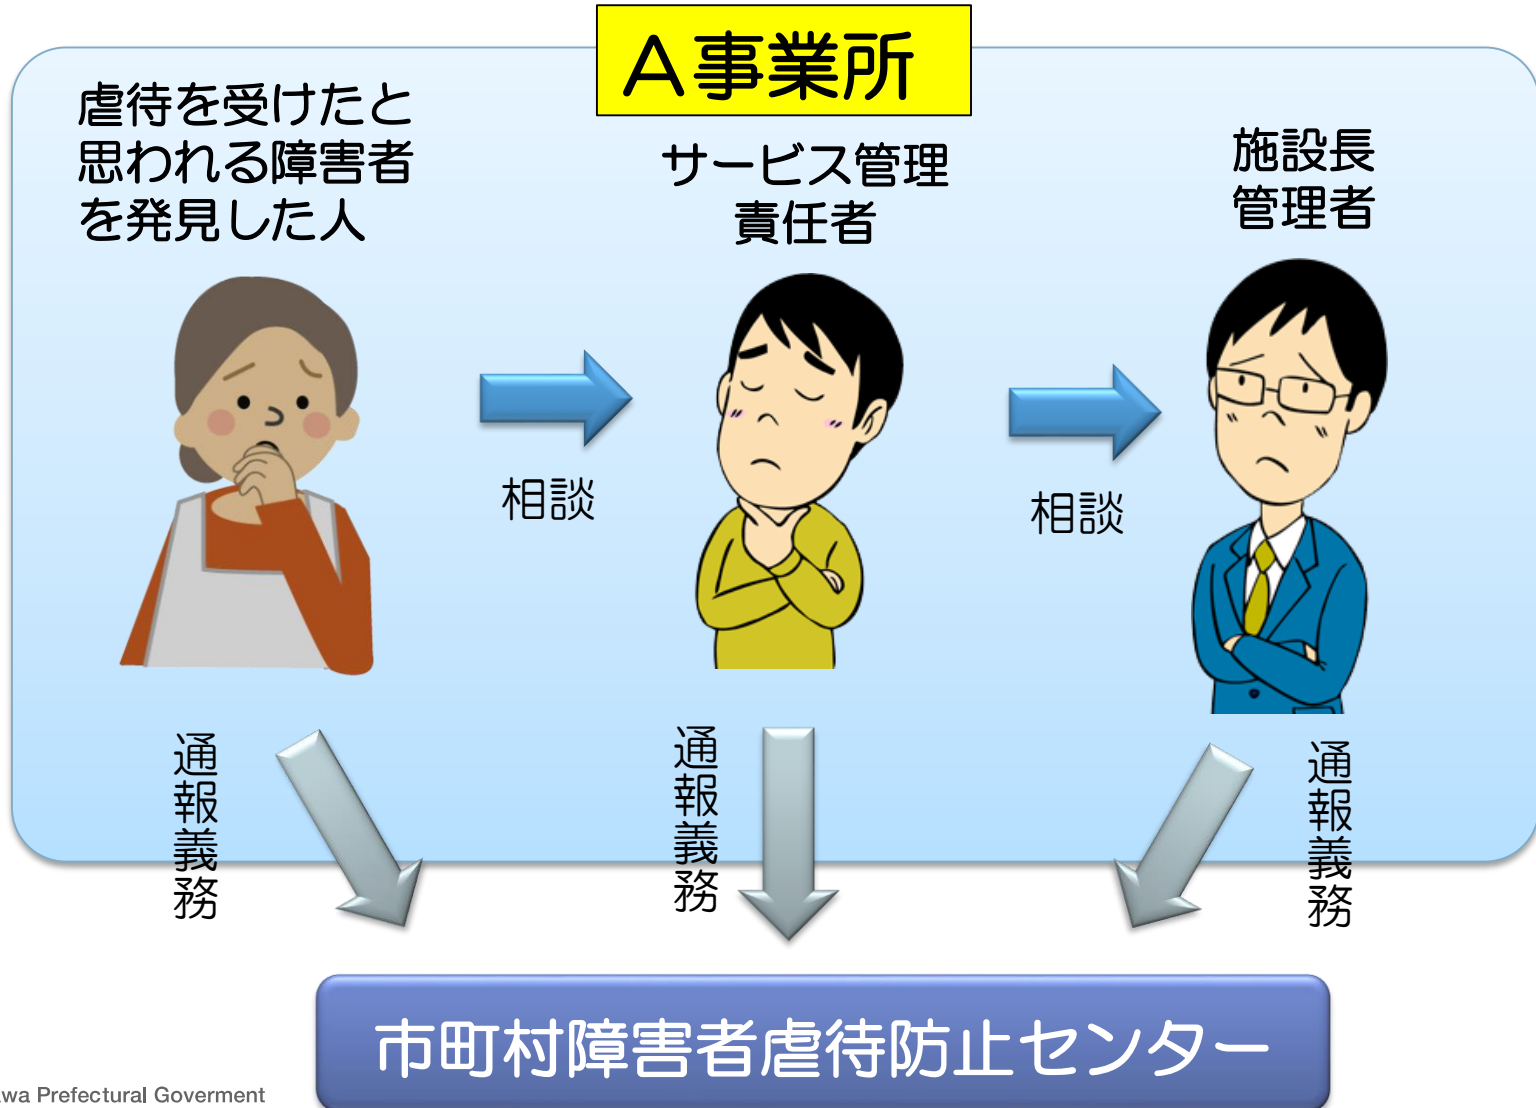 A事業所
虐待を受けたと
思われる障害者
を発見した人
サービス管理
責任者
施設長
管理者
相談
相談
通報義務
通報義務
通報義務
市町村障害者虐待防止センター
wa Prefectural Goverment